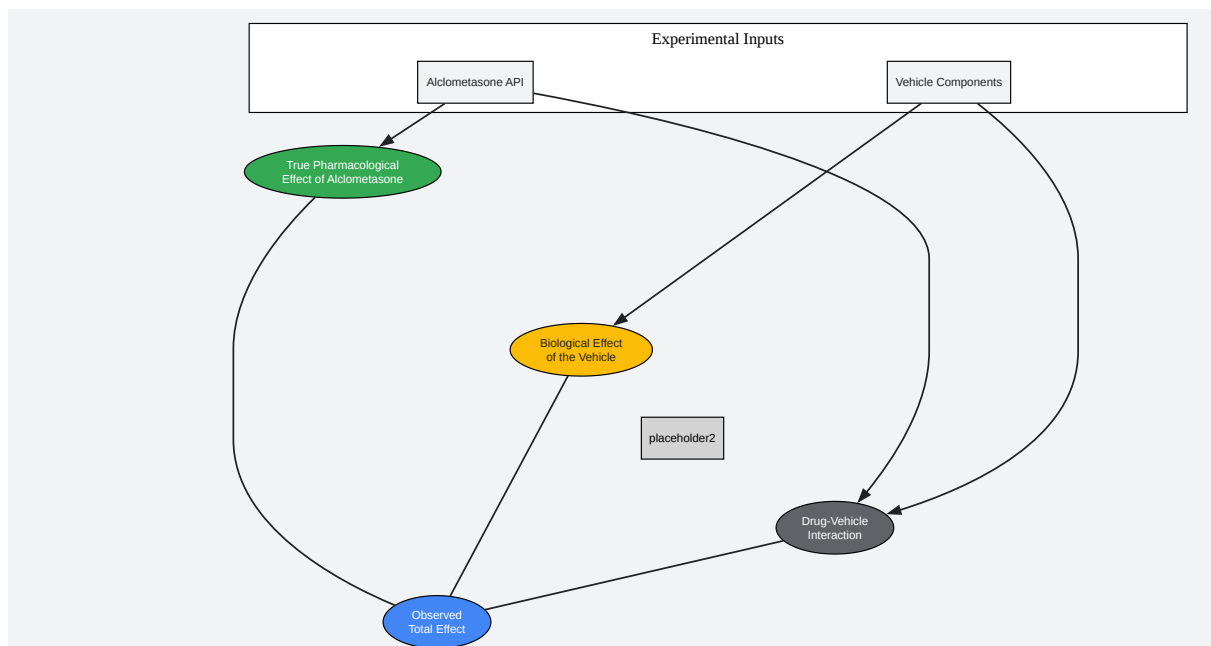 Experimental Inputs
Alclometasone API
Vehicle Components
True Pharmacological
Effect of Alclometasone
Biological Effect
of the Vehicle
placeholder2
Drug-Vehicle
Interaction
Observed
Total Effect